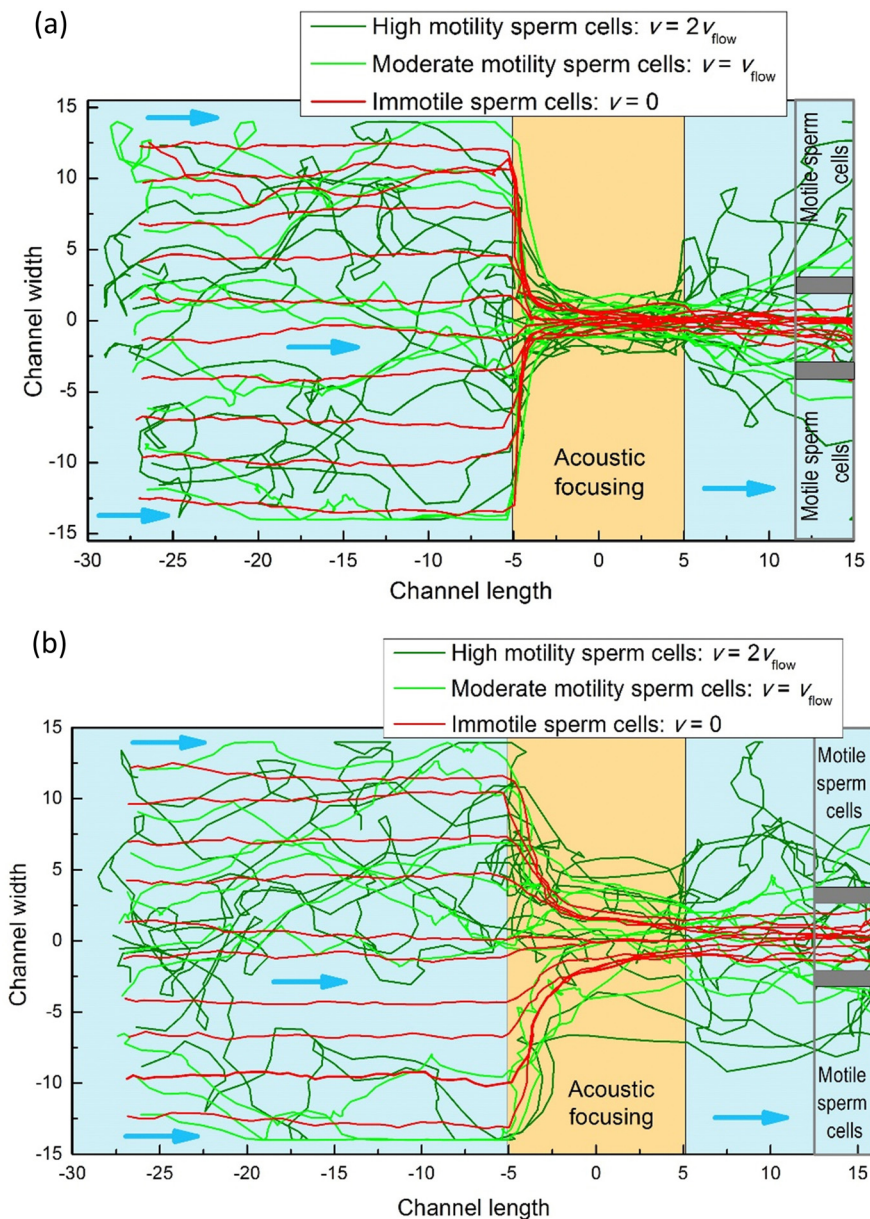 (a)
High motility sperm cells: v = 2v_flow
Moderate motility sperm cells: v = v_flow
Immotile sperm cells: v = 0
15
10
5
0
-5
-10
-15
Channel width
Motile sperm
cells
Motile sperm
cells
Acoustic
focusing
-30 -25 -20 -15 -10 -5 0 5 10 15
Channel length
(b)
High motility sperm cells: v = 2v_flow
Moderate motility sperm cells: v = v_flow
Immotile sperm cells: v = 0
15
10
5
0
-5
-10
-15
Channel width
Motile
sperm
cells
Motile
sperm
cells
Acoustic
focusing
-30 -25 -20 -15 -10 -5 0 5 10 15
Channel length